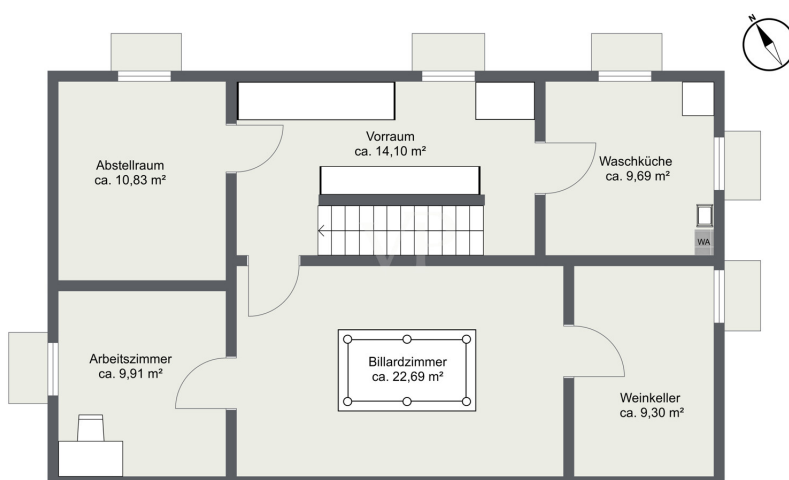 N
Vorraum
ca. 14,10 m²
Abstellraum
ca. 10,83 m²
Waschküche
ca. 9,69 m²
WA
Arbeitszimmer
ca. 9,91 m²
Billardzimmer
ca. 22,69 m²
Weinkeller
ca. 9,30 m²